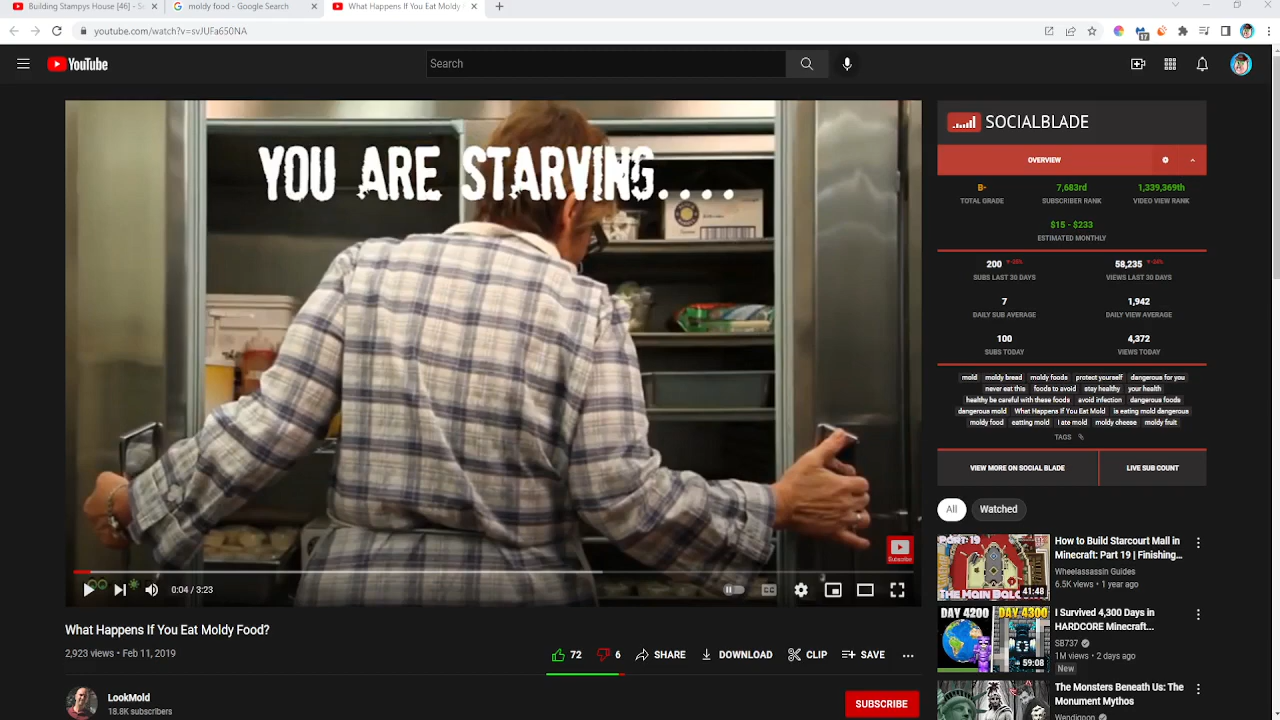 Building Stampys House [46] - S
moldy food - Google Search
What Happens If You Eat Moldy
youtube.com/watch?v=svJUFa650NA
17
YouTube
Search
YOU ARE STARVING....
Subscribe
0:04 / 3:23
CC
What Happens If You Eat Moldy Food?
2,923 views • Feb 11, 2019
72
6
SHARE
DOWNLOAD
CLIP
SAVE
LookMold
18.8K subscribers
SUBSCRIBE
SOCIALBLADE
OVERVIEW
B- 7,683rd 1,339,369th
TOTAL GRADE SUBSCRIBER RANK VIDEO VIEW RANK
$15 - $233
ESTIMATED MONTHLY
200 58,235
SUBS LAST 30 DAYS VIEWS LAST 30 DAYS
7 1,942
DAILY SUB AVERAGE DAILY VIEW AVERAGE
100 4,372
SUBS TODAY VIEWS TODAY
mold moldy bread moldy foods protect yourself dangerous for you
never eat this foods to avoid stay healthy your health
healthy be careful with these foods avoid infection dangerous foods
dangerous mold What Happens If You Eat Mold is eating mold dangerous
moldy food eatting mold I ate mold moldy cheese moldy fruit
TAGS
VIEW MORE ON SOCIAL BLADE LIVE SUB COUNT
All Watched
PART 19
41:48
How to Build Starcourt Mall in
Minecraft: Part 19 | Finishing...
Wheelassassin Guides
6.5K views • 1 year ago
DAY 4200 DAY 4300
59:08
I Survived 4,300 Days in
HARDCORE Minecraft...
SB737
1M views • 2 days ago
New
The Monsters Beneath Us: The
Monument Mythos
Wendigoon